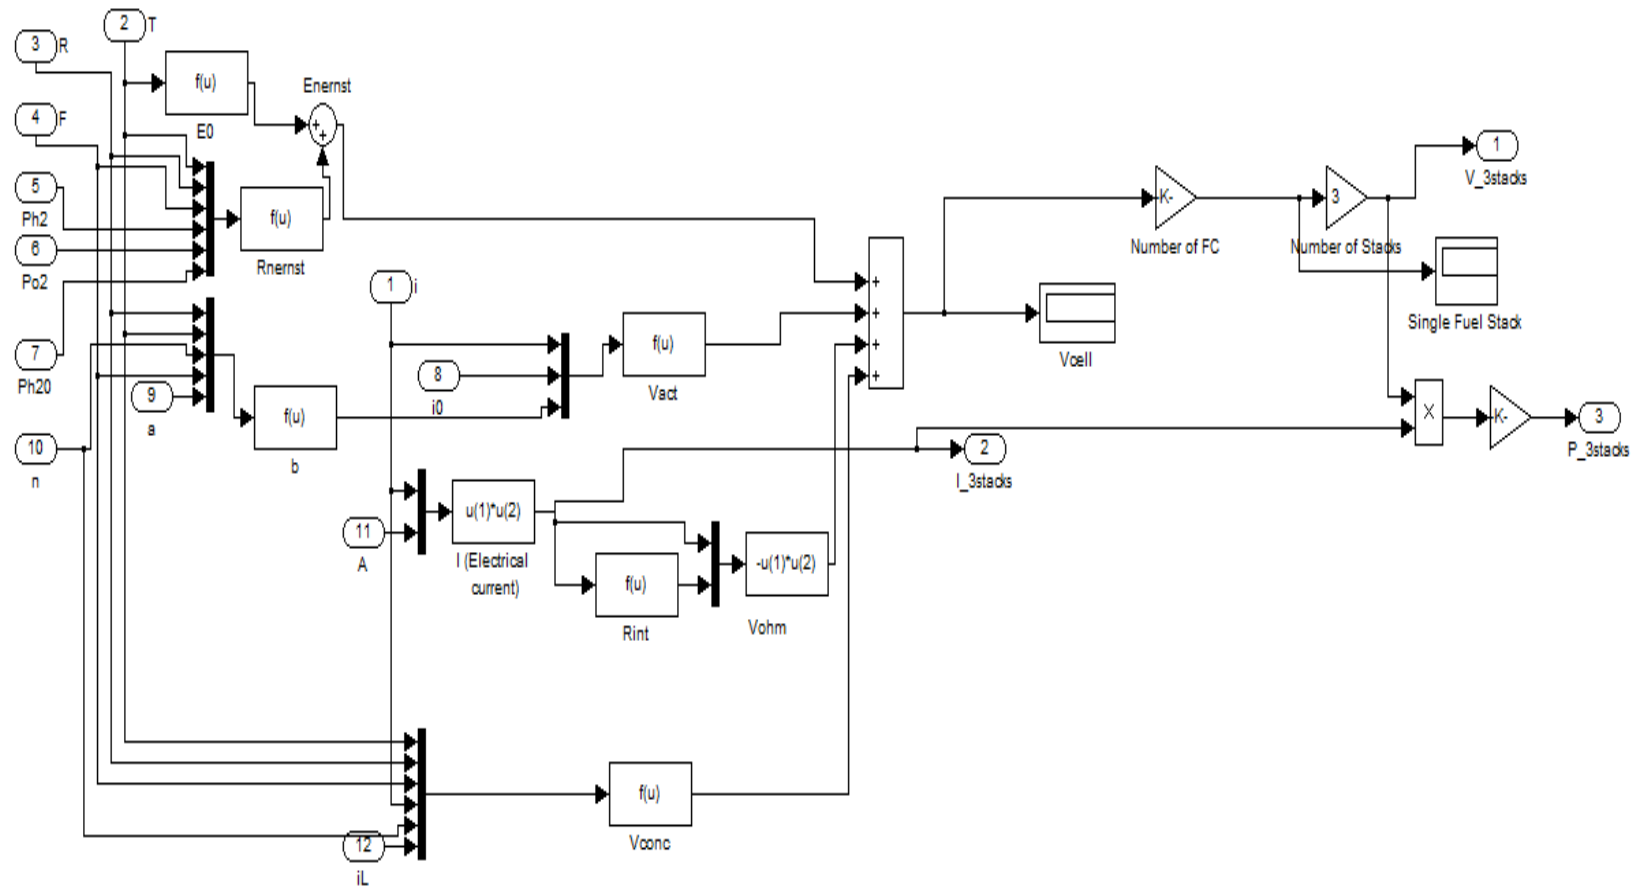 2
T
3
R
f(u)
E0
Enernst
+
+
4
F
5
Ph2
6
Po2
f(u)
Rnernst
7
Ph20
9
a
10
n
f(u)
b
1
i
8
i0
f(u)
Vact
+
+
+
+
Vcell
K-
Number of FC
3
Number of Stacks
1
V_3stacks
Single Fuel Stack
X
K-
3
P_3stacks
2
I_3stacks
11
A
u(1)*u(2)
I (Electrical
current)
f(u)
Rint
-u(1)*u(2)
Vohm
f(u)
Vconc
12
iL